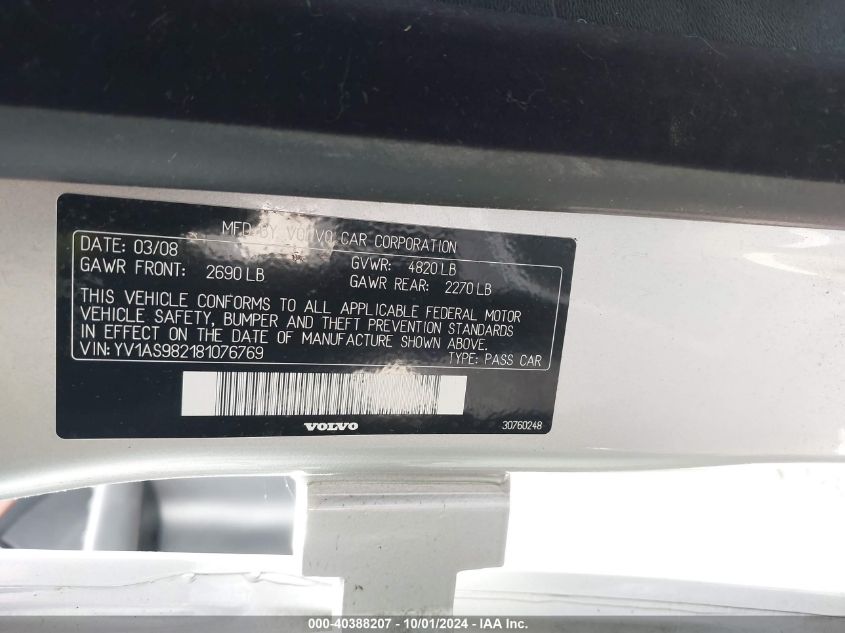 MFD BY VOLVO CAR CORPORATION
DATE: 03/08 GVWR: 4820 LB
GAWR FRONT: 2690 LB GAWR REAR: 2270 LB
THIS VEHICLE CONFORMS TO ALL APPLICABLE FEDERAL MOTOR
VEHICLE SAFETY, BUMPER AND THEFT PREVENTION STANDARDS
IN EFFECT ON THE DATE OF MANUFACTURE SHOWN ABOVE.
VIN: YV1AS982181076769 TYPE: PASS CAR
VOLVO 30760248
000-40388207 - 10/01/2024 - IAA Inc.